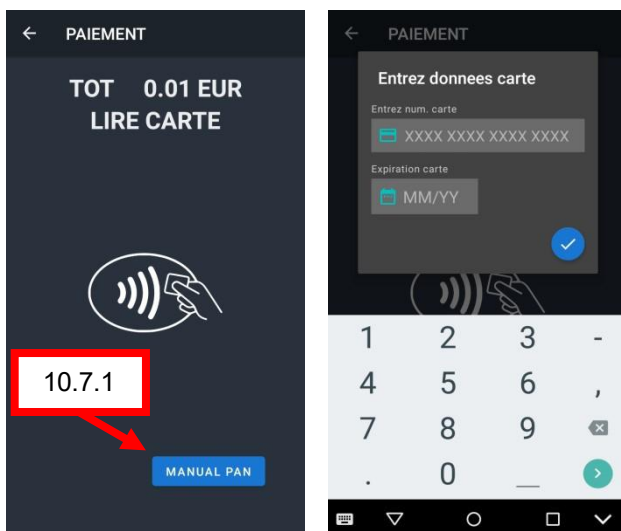 PAIEMENT
TOT 0.01 EUR
LIRE CARTE
10.7.1
MANUAL PAN
PAIEMENT
Entrez donnees carte
Entrez num. carte
XXXX XXXX XXXX XXXX
Expiration carte
MM/YY
1 2 3 -
4 5 6 ,
7 8 9
. 0 _